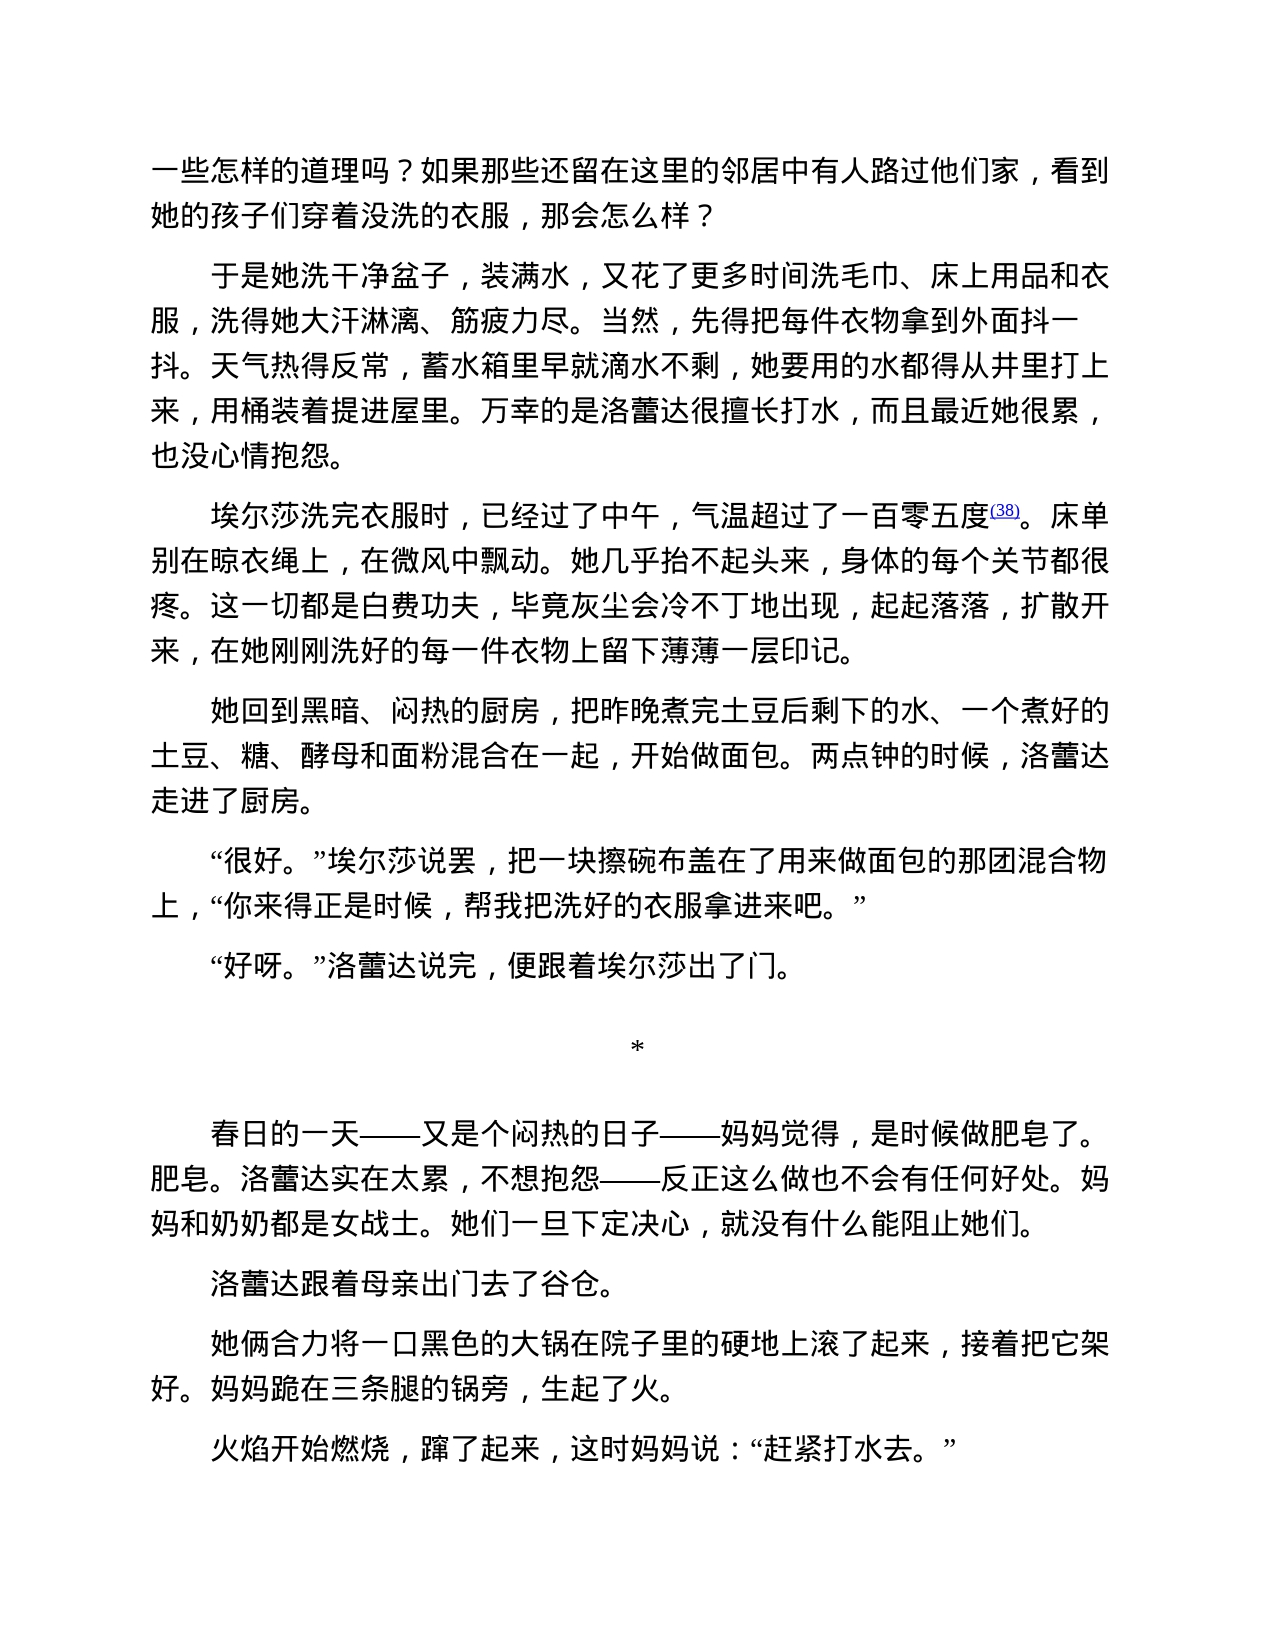 一些怎样的道理吗？如果那些还留在这里的邻居中有人路过他们家，看到
她的孩子们穿着没洗的衣服，那会怎么样？
于是她洗干净盆子，装满水，又花了更多时间洗毛巾、床上用品和衣
服，洗得她大汗淋漓、筋疲力尽。当然，先得把每件衣物拿到外面抖一
抖。天气热得反常，蓄水箱里早就滴水不剩，她要用的水都得从井里打上
来，用桶装着提进屋里。万幸的是洛蕾达很擅长打水，而且最近她很累，
也没心情抱怨。
埃尔莎洗完衣服时，已经过了中午，气温超过了一百零五度(38)。床单
别在晾衣绳上，在微风中飘动。她几乎抬不起头来，身体的每个关节都很
疼。这一切都是白费功夫，毕竟灰尘会冷不丁地出现，起起落落，扩散开
来，在她刚刚洗好的每一件衣物上留下薄薄一层印记。
她回到黑暗、闷热的厨房，把昨晚煮完土豆后剩下的水、一个煮好的
土豆、糖、酵母和面粉混合在一起，开始做面包。两点钟的时候，洛蕾达
走进了厨房。
“很好。”埃尔莎说罢，把一块擦碗布盖在了用来做面包的那团混合物
上，“你来得正是时候，帮我把洗好的衣服拿进来吧。”
“好呀。”洛蕾达说完，便跟着埃尔莎出了门。
*
春日的一天——又是个闷热的日子——妈妈觉得，是时候做肥皂了。
肥皂。洛蕾达实在太累，不想抱怨——反正这么做也不会有任何好处。妈
妈和奶奶都是女战士。她们一旦下定决心，就没有什么能阻止她们。
洛蕾达跟着母亲出门去了谷仓。
她俩合力将一口黑色的大锅在院子里的硬地上滚了起来，接着把它架
好。妈妈跪在三条腿的锅旁，生起了火。
火焰开始燃烧，蹿了起来，这时妈妈说：“赶紧打水去。”